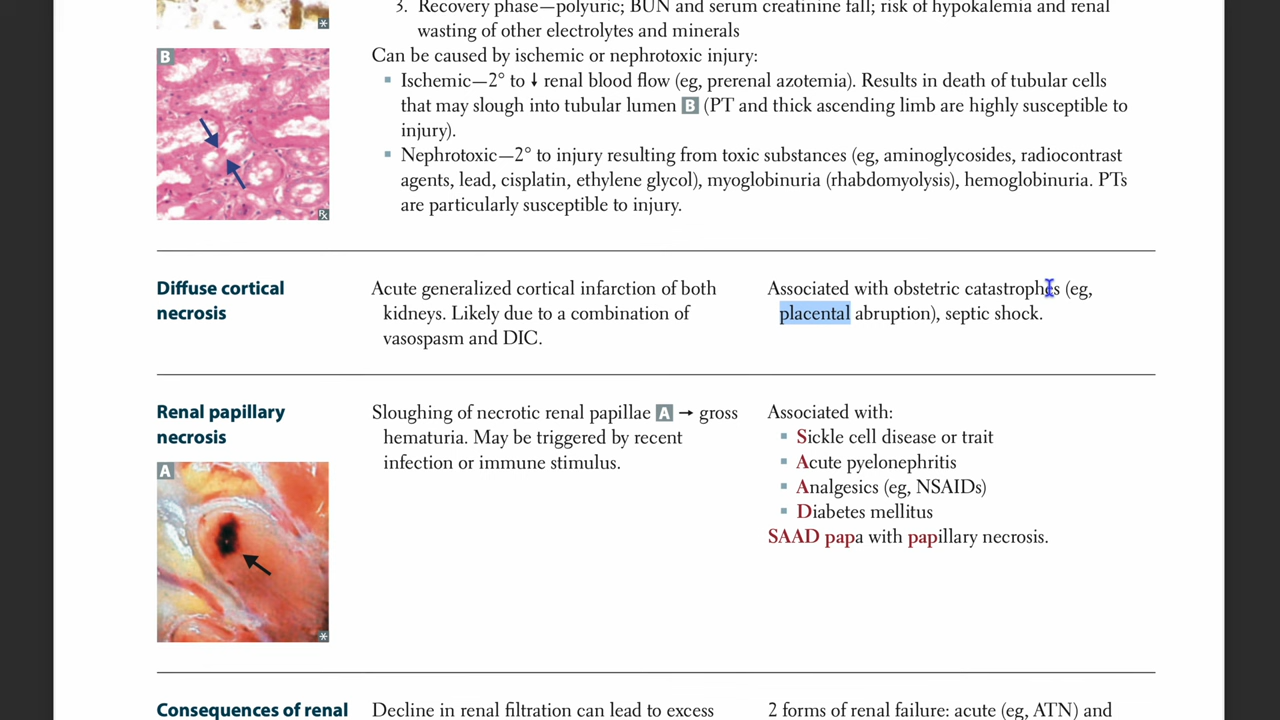 3. Recovery phase—polyuric; BUN and serum creatinine fall; risk of hypokalemia and renal
wasting of other electrolytes and minerals
B
Can be caused by ischemic or nephrotoxic injury:
▪ Ischemic—2° to ↓ renal blood flow (eg, prerenal azotemia). Results in death of tubular cells
that may slough into tubular lumen B (PT and thick ascending limb are highly susceptible to
injury).
▪ Nephrotoxic—2° to injury resulting from toxic substances (eg, aminoglycosides, radiocontrast
agents, lead, cisplatin, ethylene glycol), myoglobinuria (rhabdomyolysis), hemoglobinuria. PTs
are particularly susceptible to injury.
Diffuse cortical
necrosis
Acute generalized cortical infarction of both
kidneys. Likely due to a combination of
vasospasm and DIC.
Associated with obstetric catastrophes (eg,
placental abruption), septic shock.
Renal papillary
necrosis
A
Sloughing of necrotic renal papillae A → gross
hematuria. May be triggered by recent
infection or immune stimulus.
Associated with:
▪ Sickle cell disease or trait
▪ Acute pyelonephritis
▪ Analgesics (eg, NSAIDs)
▪ Diabetes mellitus
SAAD papa with papillary necrosis.
Consequences of renal
Decline in renal filtration can lead to excess
2 forms of renal failure: acute (eg, ATN) and